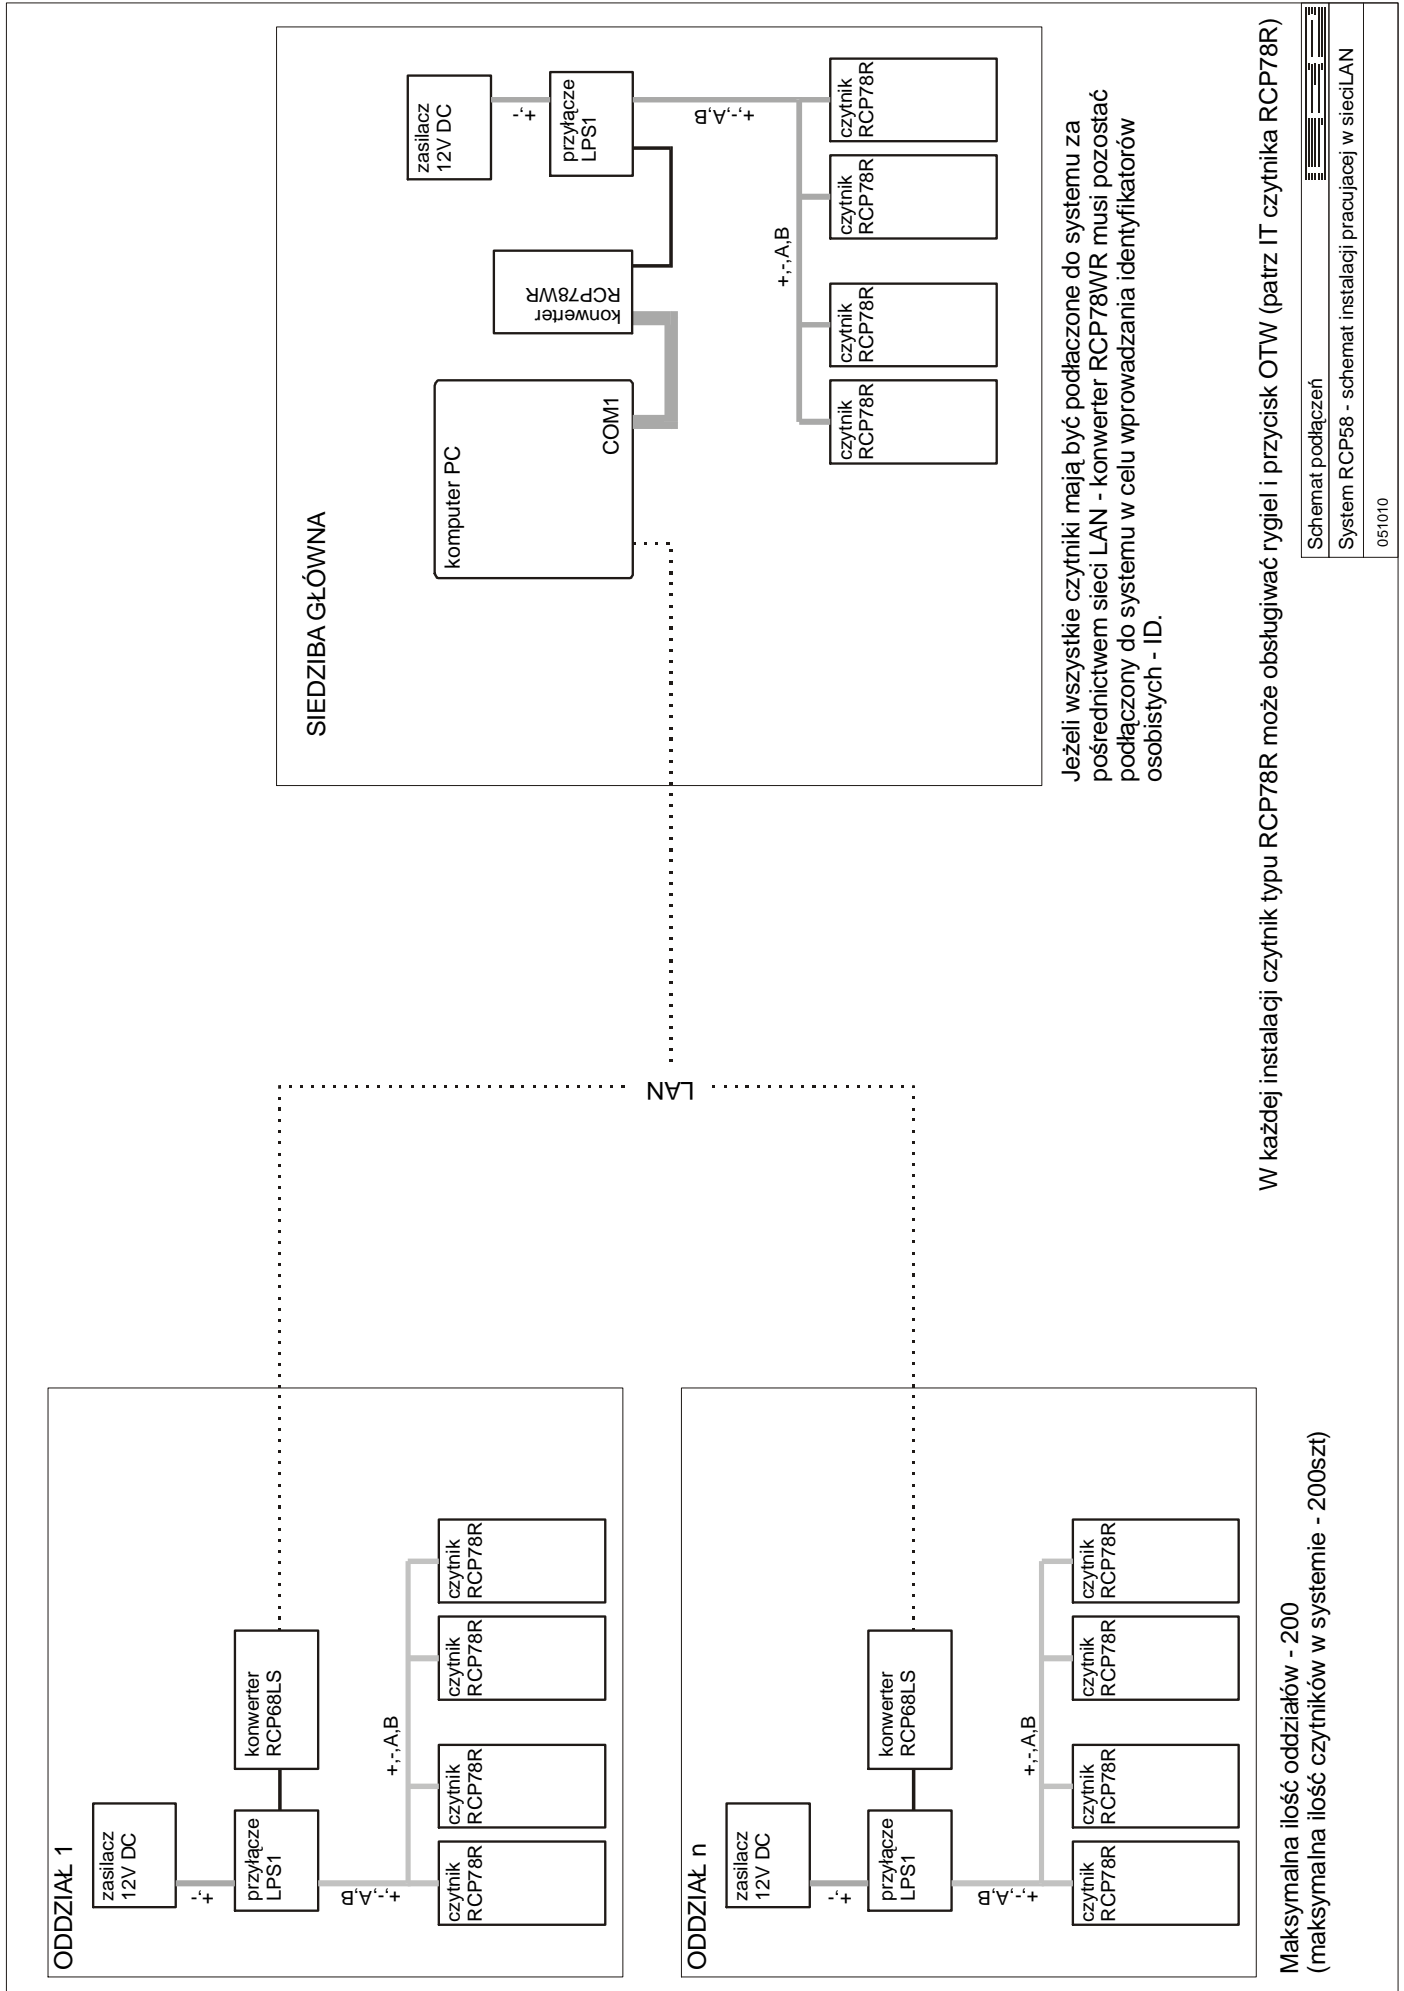 ODDZIAŁ 1
zasilacz
12V DC
+,-
przyłącze
LPS1
konwerter
RCP68LS
+,-,A,B
+,-,A,B
czytnik
RCP78R
czytnik
RCP78R
czytnik
RCP78R
czytnik
RCP78R
ODDZIAŁ n
zasilacz
12V DC
+,-
przyłącze
LPS1
konwerter
RCP68LS
+,-,A,B
+,-,A,B
czytnik
RCP78R
czytnik
RCP78R
czytnik
RCP78R
czytnik
RCP78R
Maksymalna ilość oddziałów - 200
(maksymalna ilość czytników w systemie - 200szt)
LAN
SIEDZIBA GŁÓWNA
komputer PC
COM1
konwerter
RCP78WR
zasilacz
12V DC
+,-
przyłącze
LPS1
+,-,A,B
+,-,A,B
czytnik
RCP78R
czytnik
RCP78R
czytnik
RCP78R
czytnik
RCP78R
Jeżeli wszystkie czytniki mają być podłaczone do systemu za
pośrednictwem sieci LAN - konwerter RCP78WR musi pozostać
podłączony do systemu w celu wprowadzania identyfikatorów
osobistych - ID.
W każdej instalacji czytnik typu RCP78R może obsługiwać rygiel i przycisk OTW (patrz IT czytnika RCP78R)
Schemat podłączeń
System RCP58 - schemat instalacji pracujacej w sieciLAN
051010